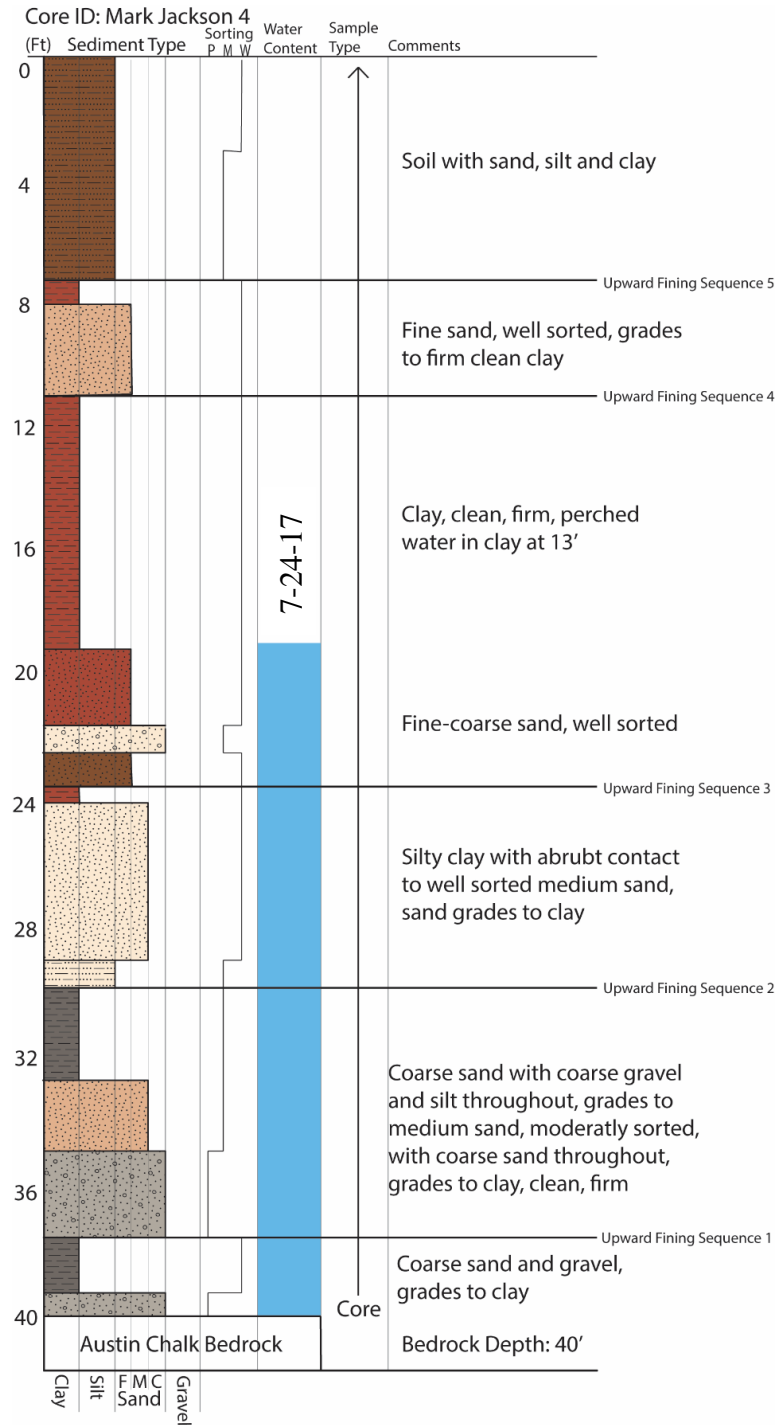 Core ID: Mark Jackson 4
(Ft) Sediment Type
Sorting
P M W
Water
Content
Sample
Type
Comments
0
Soil with sand, silt and clay
4
Upward Fining Sequence 5
8
Fine sand, well sorted, grades
to firm clean clay
Upward Fining Sequence 4
12
Clay, clean, firm, perched
water in clay at 13’
16
7-24-17
20
Fine-coarse sand, well sorted
Upward Fining Sequence 3
24
Silty clay with abrubt contact
to well sorted medium sand,
sand grades to clay
28
Upward Fining Sequence 2
32
Coarse sand with coarse gravel
and silt throughout, grades to
medium sand, moderatly sorted,
with coarse sand throughout,
grades to clay, clean, firm
36
Upward Fining Sequence 1
Coarse sand and gravel,
grades to clay
Core
40
Austin Chalk Bedrock
Bedrock Depth: 40’
Clay
Silt
F M C
Sand
Gravel